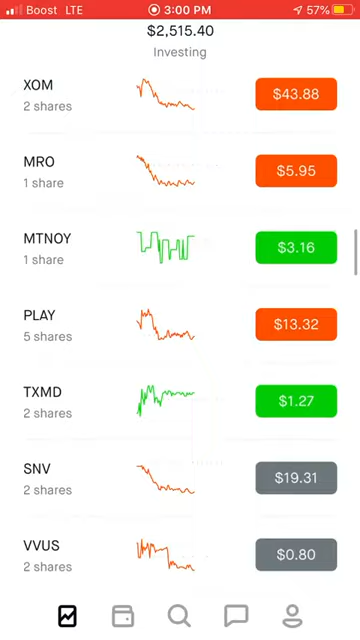 Boost LTE 3:00 PM 57%
$2,515.40
Investing
XOM
2 shares
$43.88
MRO
1 share
$5.95
MTNOY
1 share
$3.16
PLAY
5 shares
$13.32
TXMD
2 shares
$1.27
SNV
2 shares
$19.31
VVUS
2 shares
$0.80